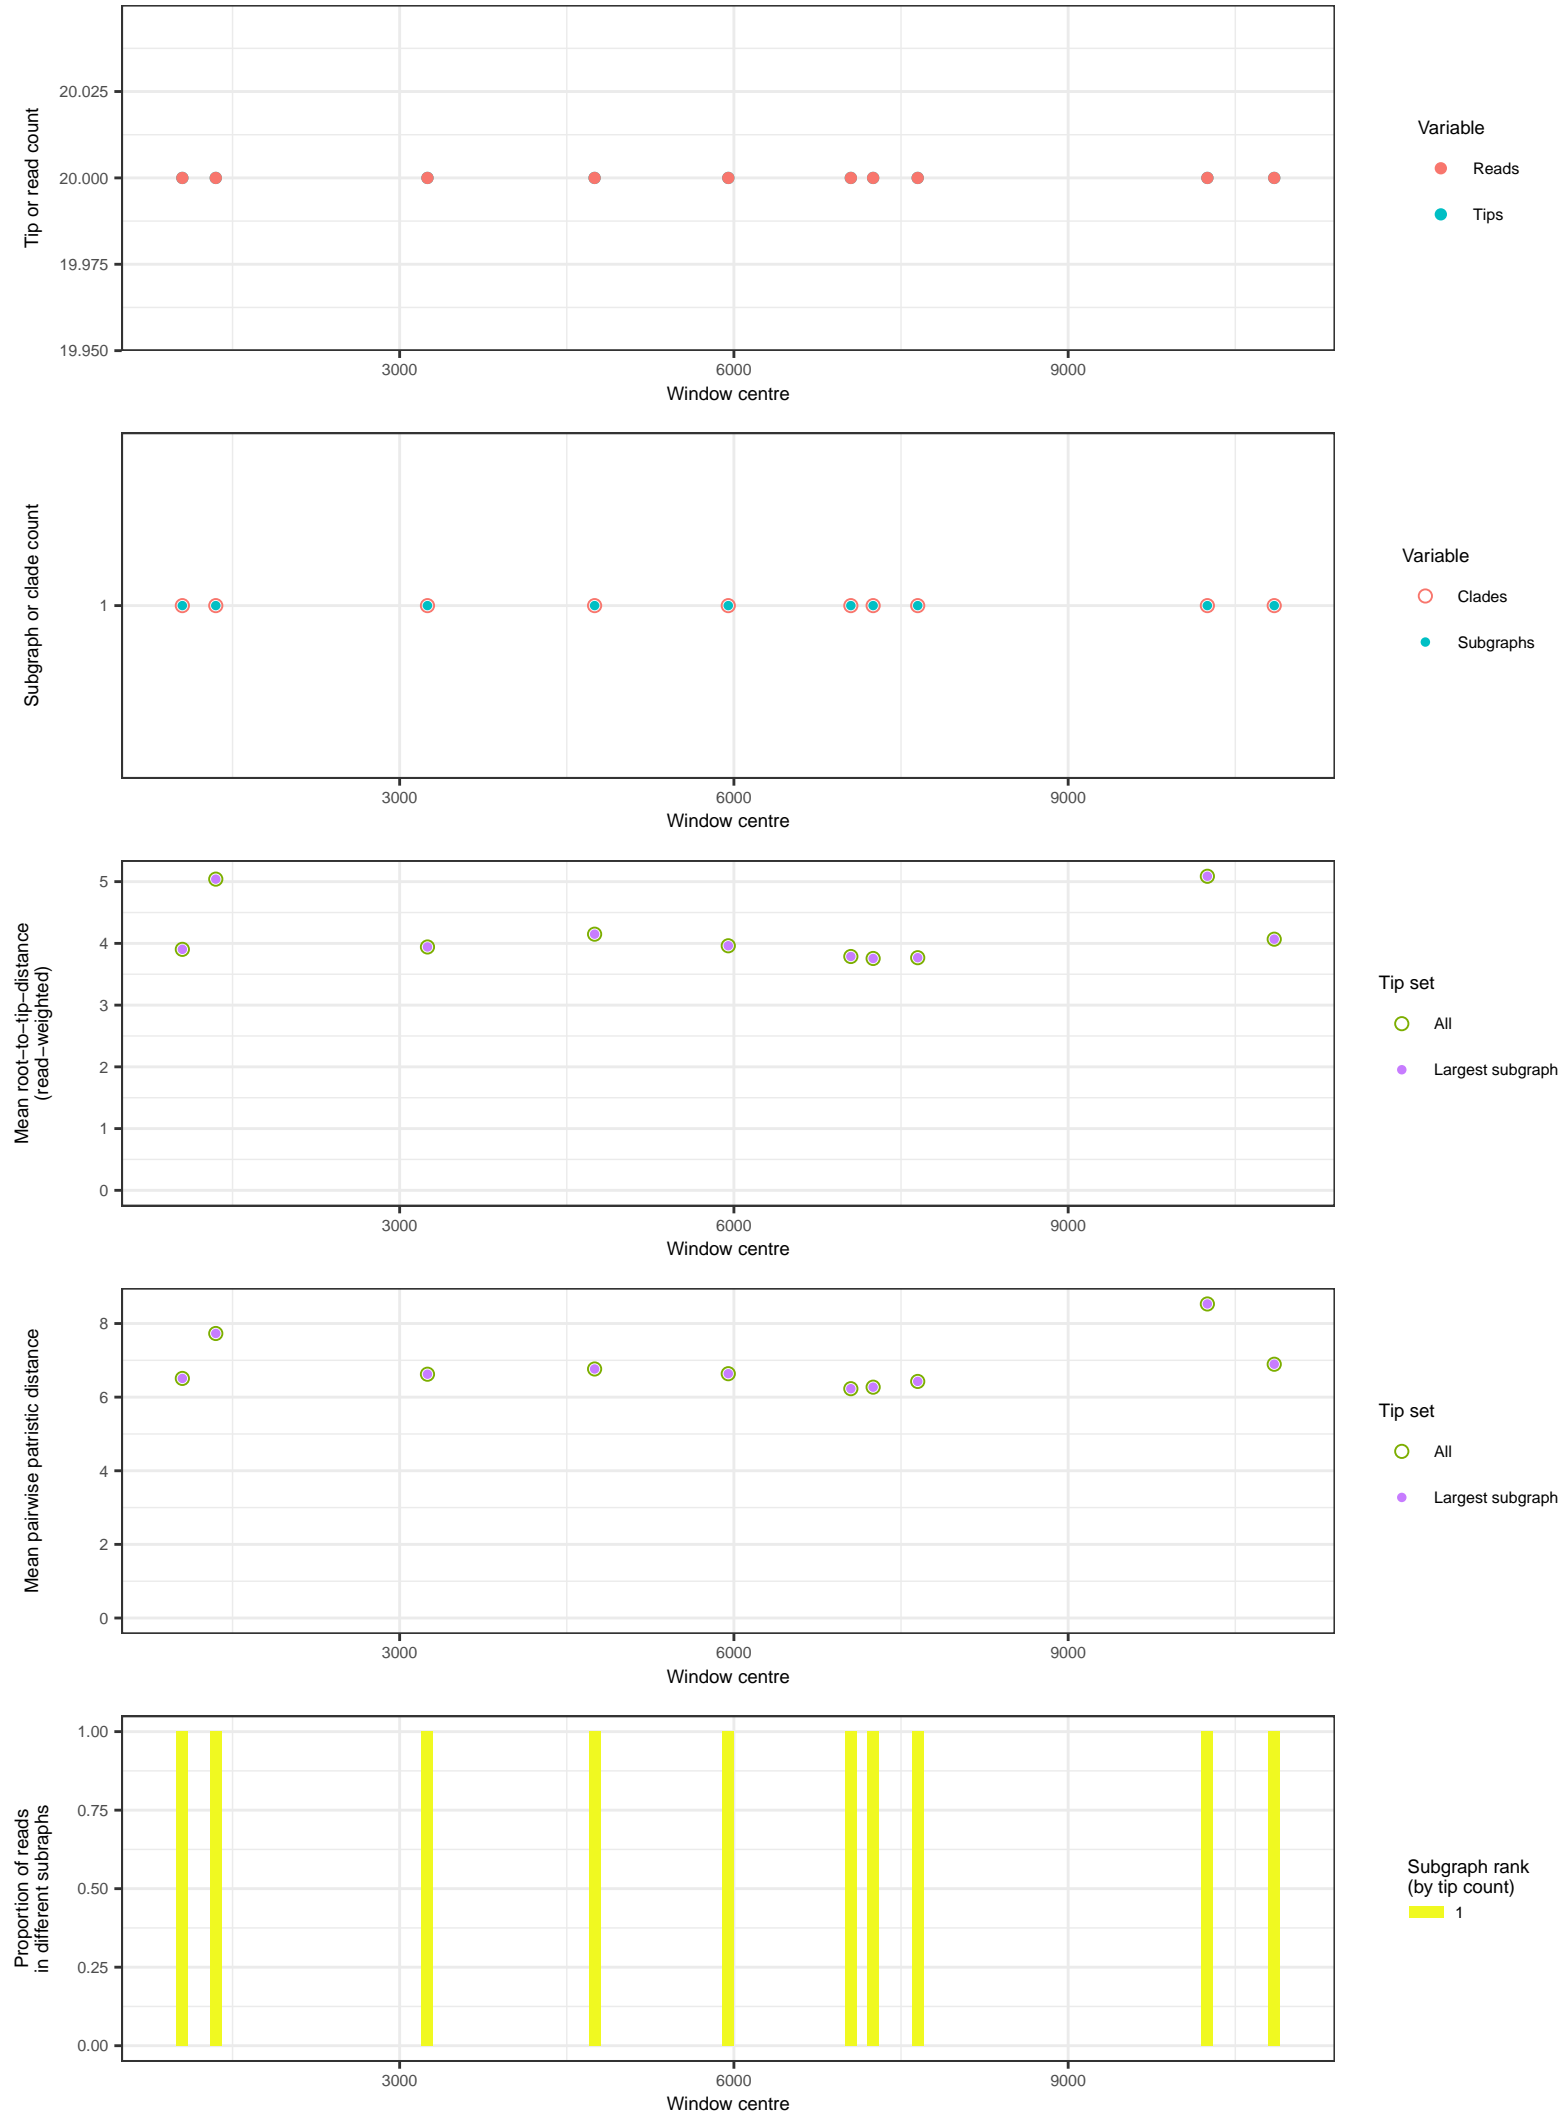 Tip or read count
20.025
20.000
19.975
19.950
3000
6000
9000
Window centre
Variable
Reads
Tips
Subgraph or clade count
1
3000
6000
9000
Window centre
Variable
Clades
Subgraphs
Mean root−to−tip−distance
(read−weighted)
5
4
3
2
1
0
3000
6000
9000
Window centre
Tip set
All
Largest subgraph
Mean pairwise patristic distance
8
6
4
2
0
3000
6000
9000
Window centre
Tip set
All
Largest subgraph
Proportion of reads
in different subraphs
1.00
0.75
0.50
0.25
0.00
3000
6000
9000
Window centre
Subgraph rank
(by tip count)
1